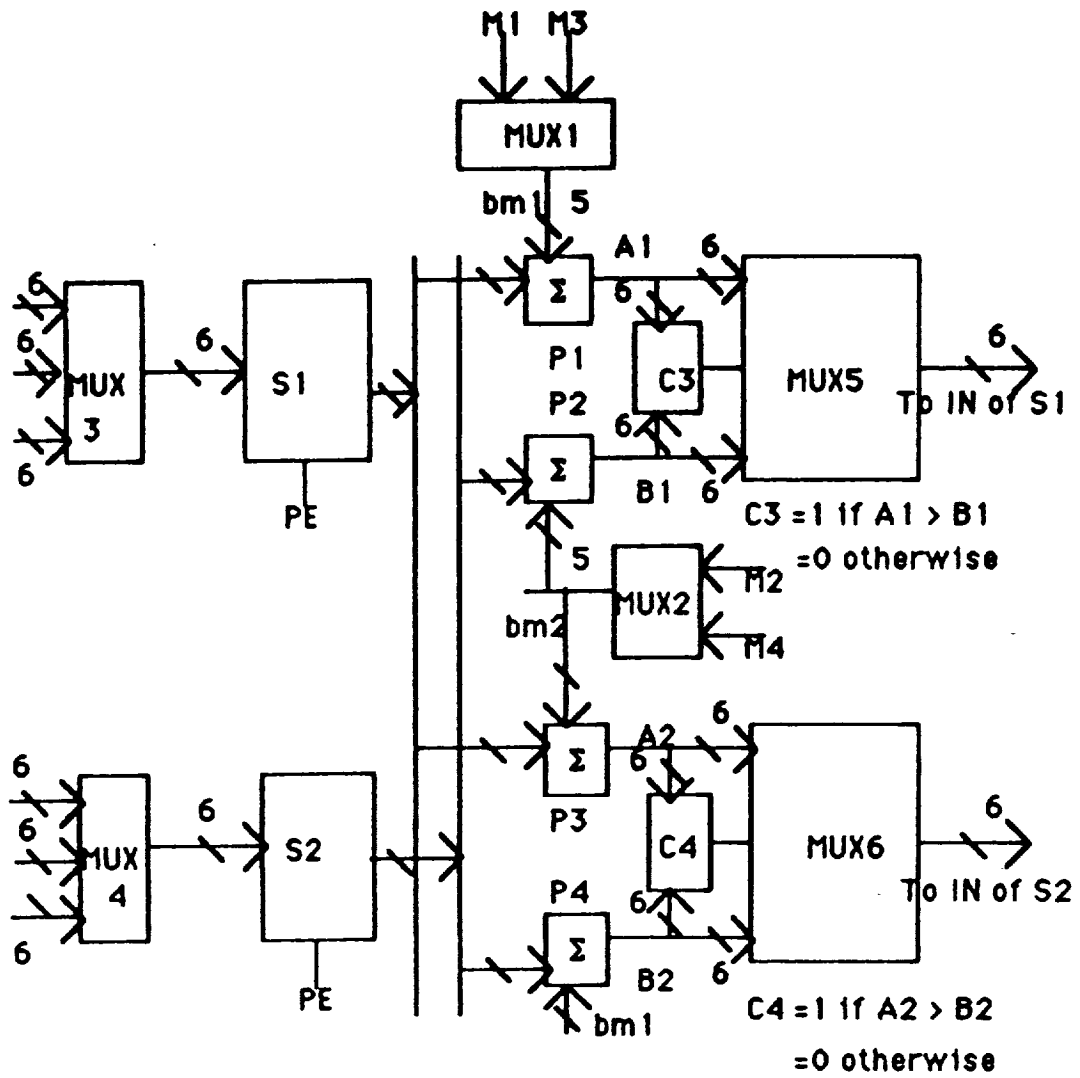 M1 M3
MUX1
bm1 5
A1 6
6 Σ 6
6 MUX 3 6 S1 C3 MUX5 6
P1
P2
To IN of S1
6 Σ 6
6 B1 6
PE
C3 =1 if A1 > B1
=0 otherwise
5 M2
MUX2
bm2
M4
6
A2
6 Σ 6
P3
6 MUX 4 6 S2 C4 MUX6 6
P4
To IN of S2
6 Σ 6
B2 6
PE
bm1
C4 =1 if A2 > B2
=0 otherwise